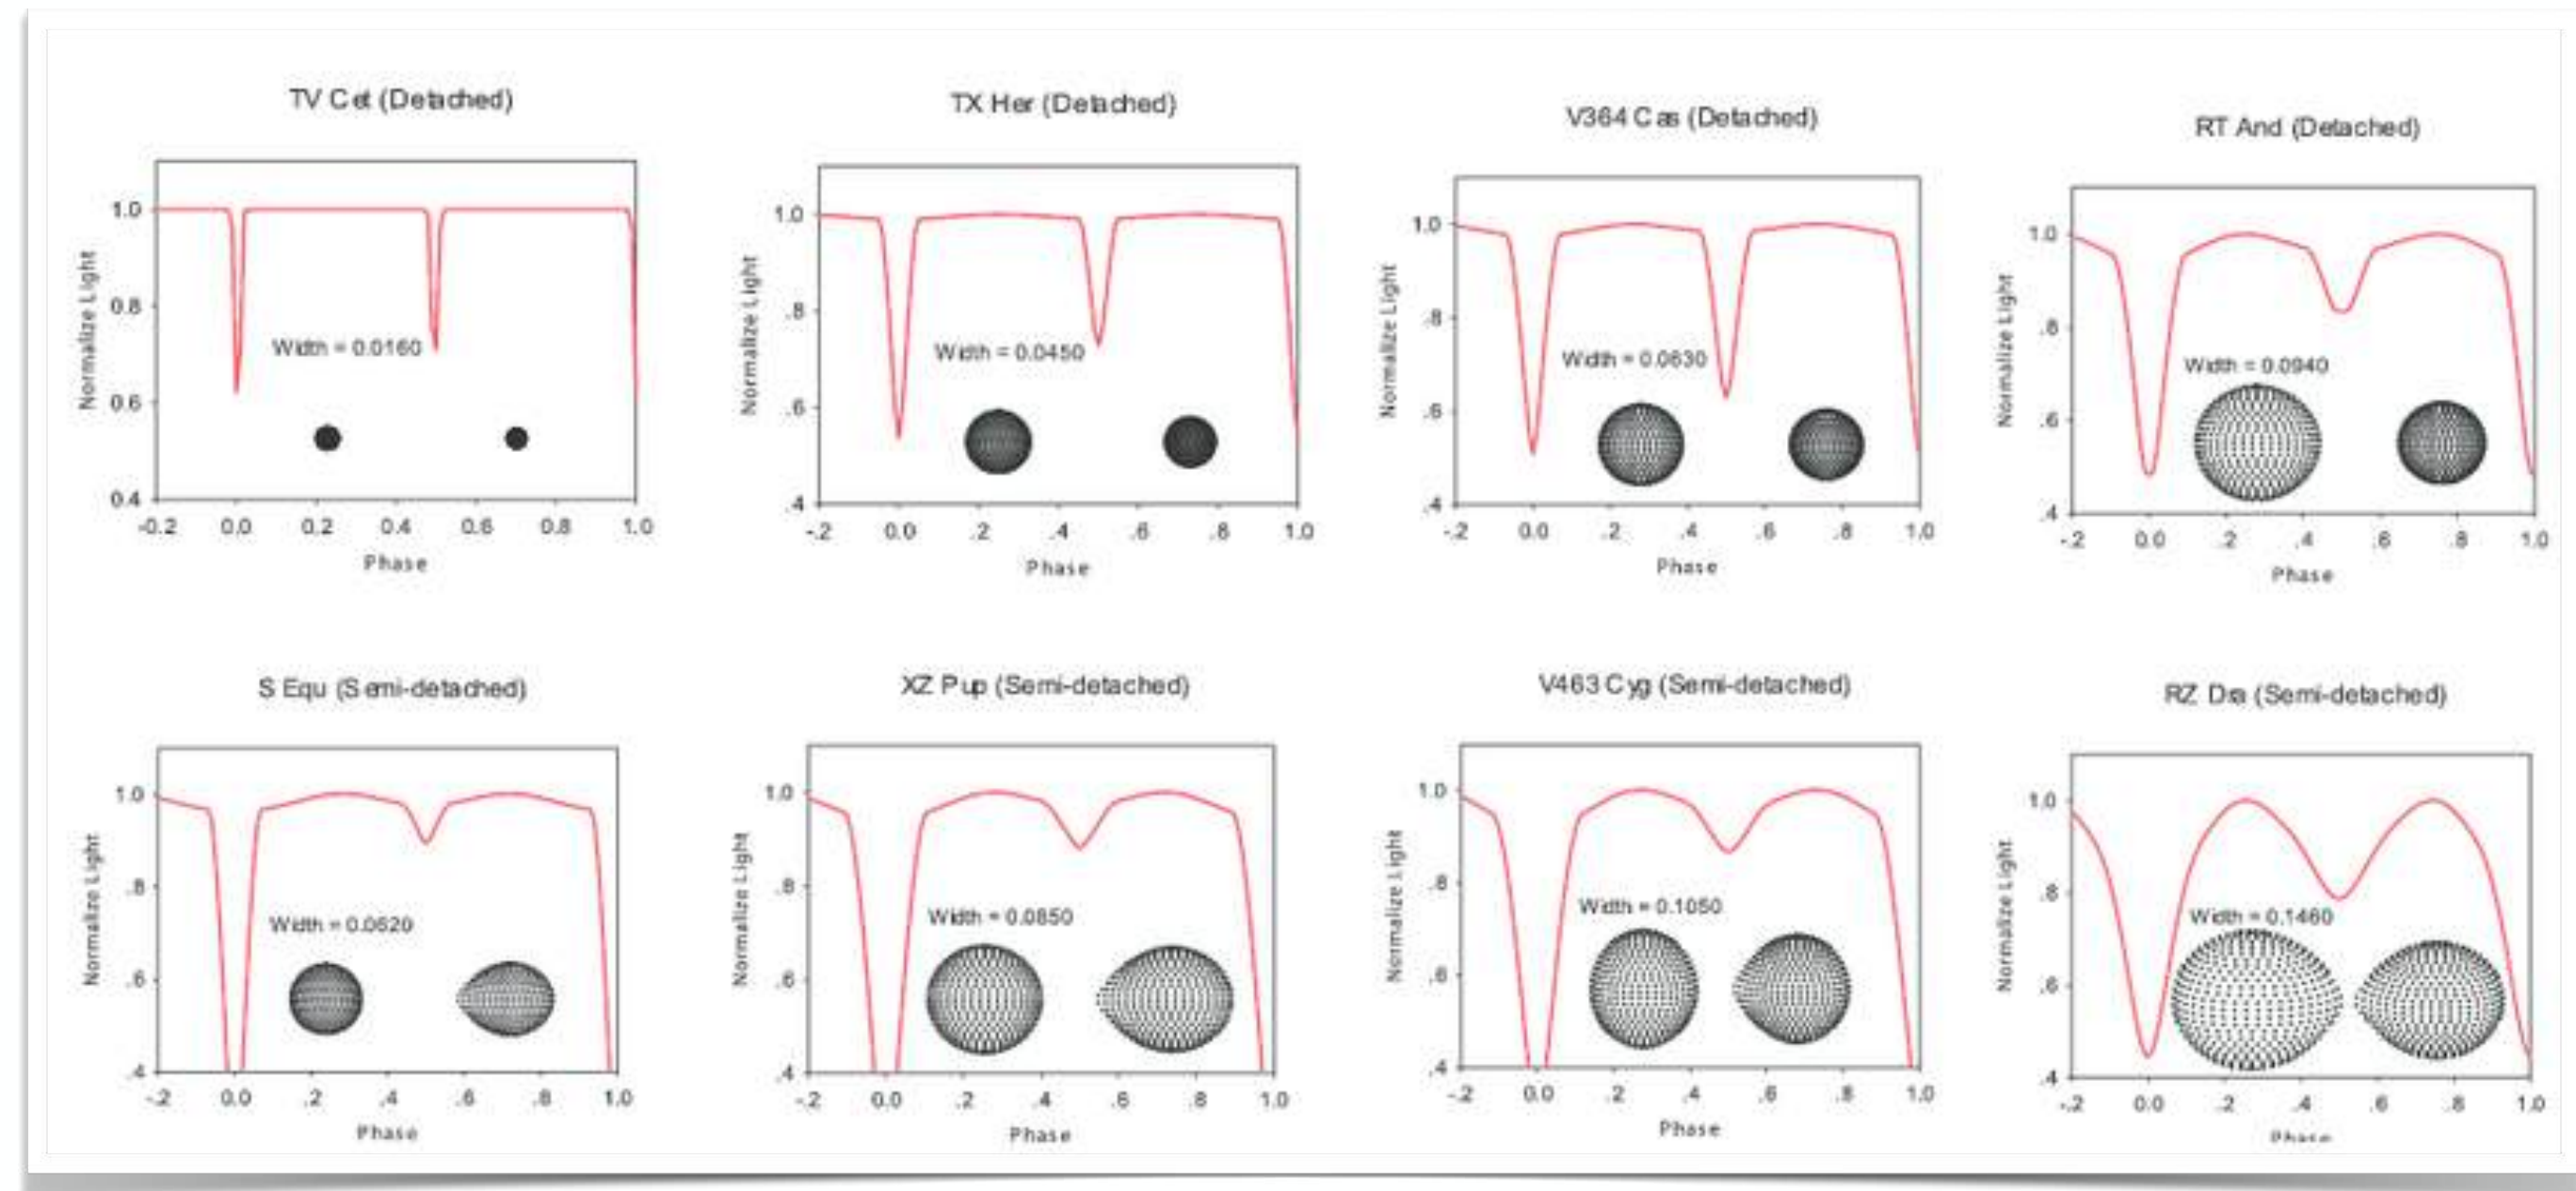 TV Cet (Detached)
Normalize Light
1.0
0.8
0.6
0.4
Width = 0.0160
-0.2 0.0 0.2 0.4 0.6 0.8 1.0
Phase
TX Her (Detached)
Normalize Light
1.0
.8
.6
.4
Width = 0.0450
-.2 0.0 .2 .4 .6 .8 1.0
Phase
V364 Cas (Detached)
Normalize Light
1.0
.8
.6
.4
Width = 0.0630
-.2 0.0 .2 .4 .6 .8 1.0
Phase
RT And (Detached)
Normalize Light
1.0
.8
.6
.4
Width = 0.0940
-.2 0.0 .2 .4 .6 .8 1.0
Phase
S Equ (Semi-detached)
Normalize Light
1.0
.8
.6
.4
Width = 0.0620
-.2 0.0 .2 .4 .6 .8 1.0
Phase
XZ Pup (Semi-detached)
Normalize Light
1.0
.8
.6
.4
Width = 0.0850
-.2 0.0 .2 .4 .6 .8 1.0
Phase
V463 Cyg (Semi-detached)
Normalize Light
1.0
.8
.6
.4
Width = 0.1050
-.2 0.0 .2 .4 .6 .8 1.0
Phase
RZ Dra (Semi-detached)
Normalize Light
1.0
.8
.6
.4
Width = 0.1460
-.2 0.0 .2 .4 .6 .8 1.0
Phase